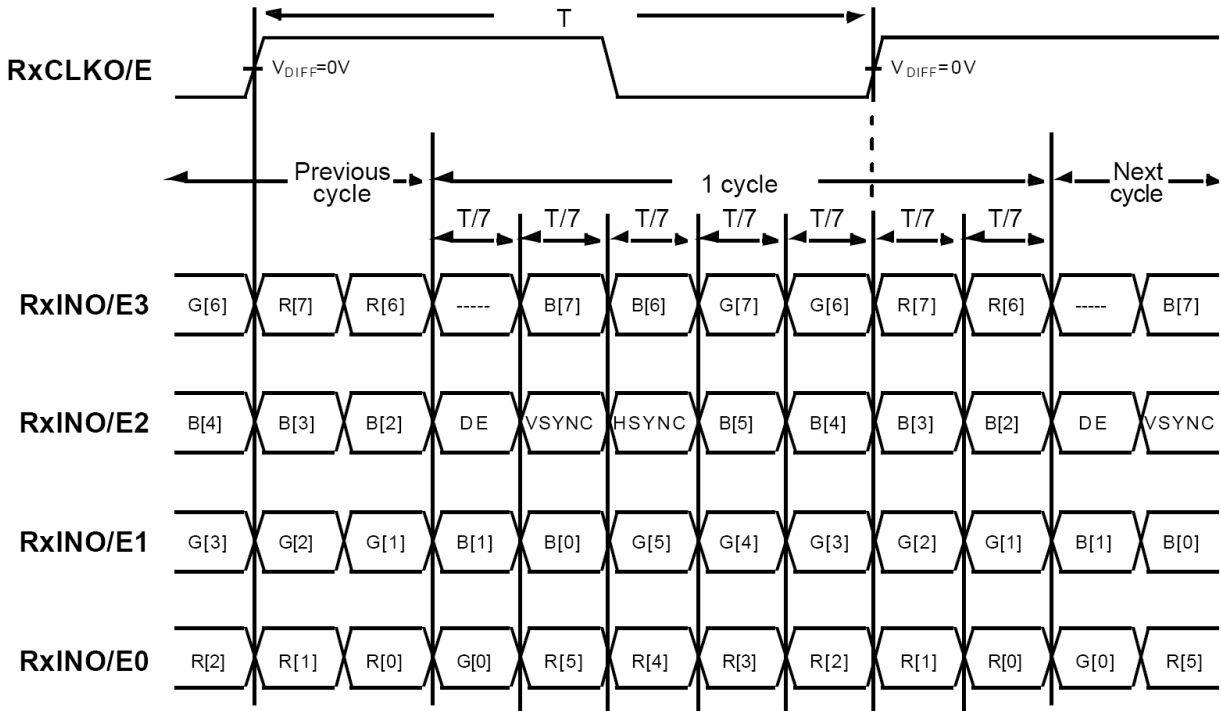 T
RxCLKO/E
V DIFF=0V
V DIFF=0V
Previous
cycle
1 cycle
Next
cycle
T/7 T/7 T/7 T/7 T/7 T/7 T/7
RxINO/E3 G[6] R[7] R[6] ----- B[7] B[6] G[7] G[6] R[7] R[6] ----- B[7]
RxINO/E2 B[4] B[3] B[2] DE VSYNC HSYNC B[5] B[4] B[3] B[2] DE VSYNC
RxINO/E1 G[3] G[2] G[1] B[1] B[0] G[5] G[4] G[3] G[2] G[1] B[1] B[0]
RxINO/E0 R[2] R[1] R[0] G[0] R[5] R[4] R[3] R[2] R[1] R[0] G[0] R[5]